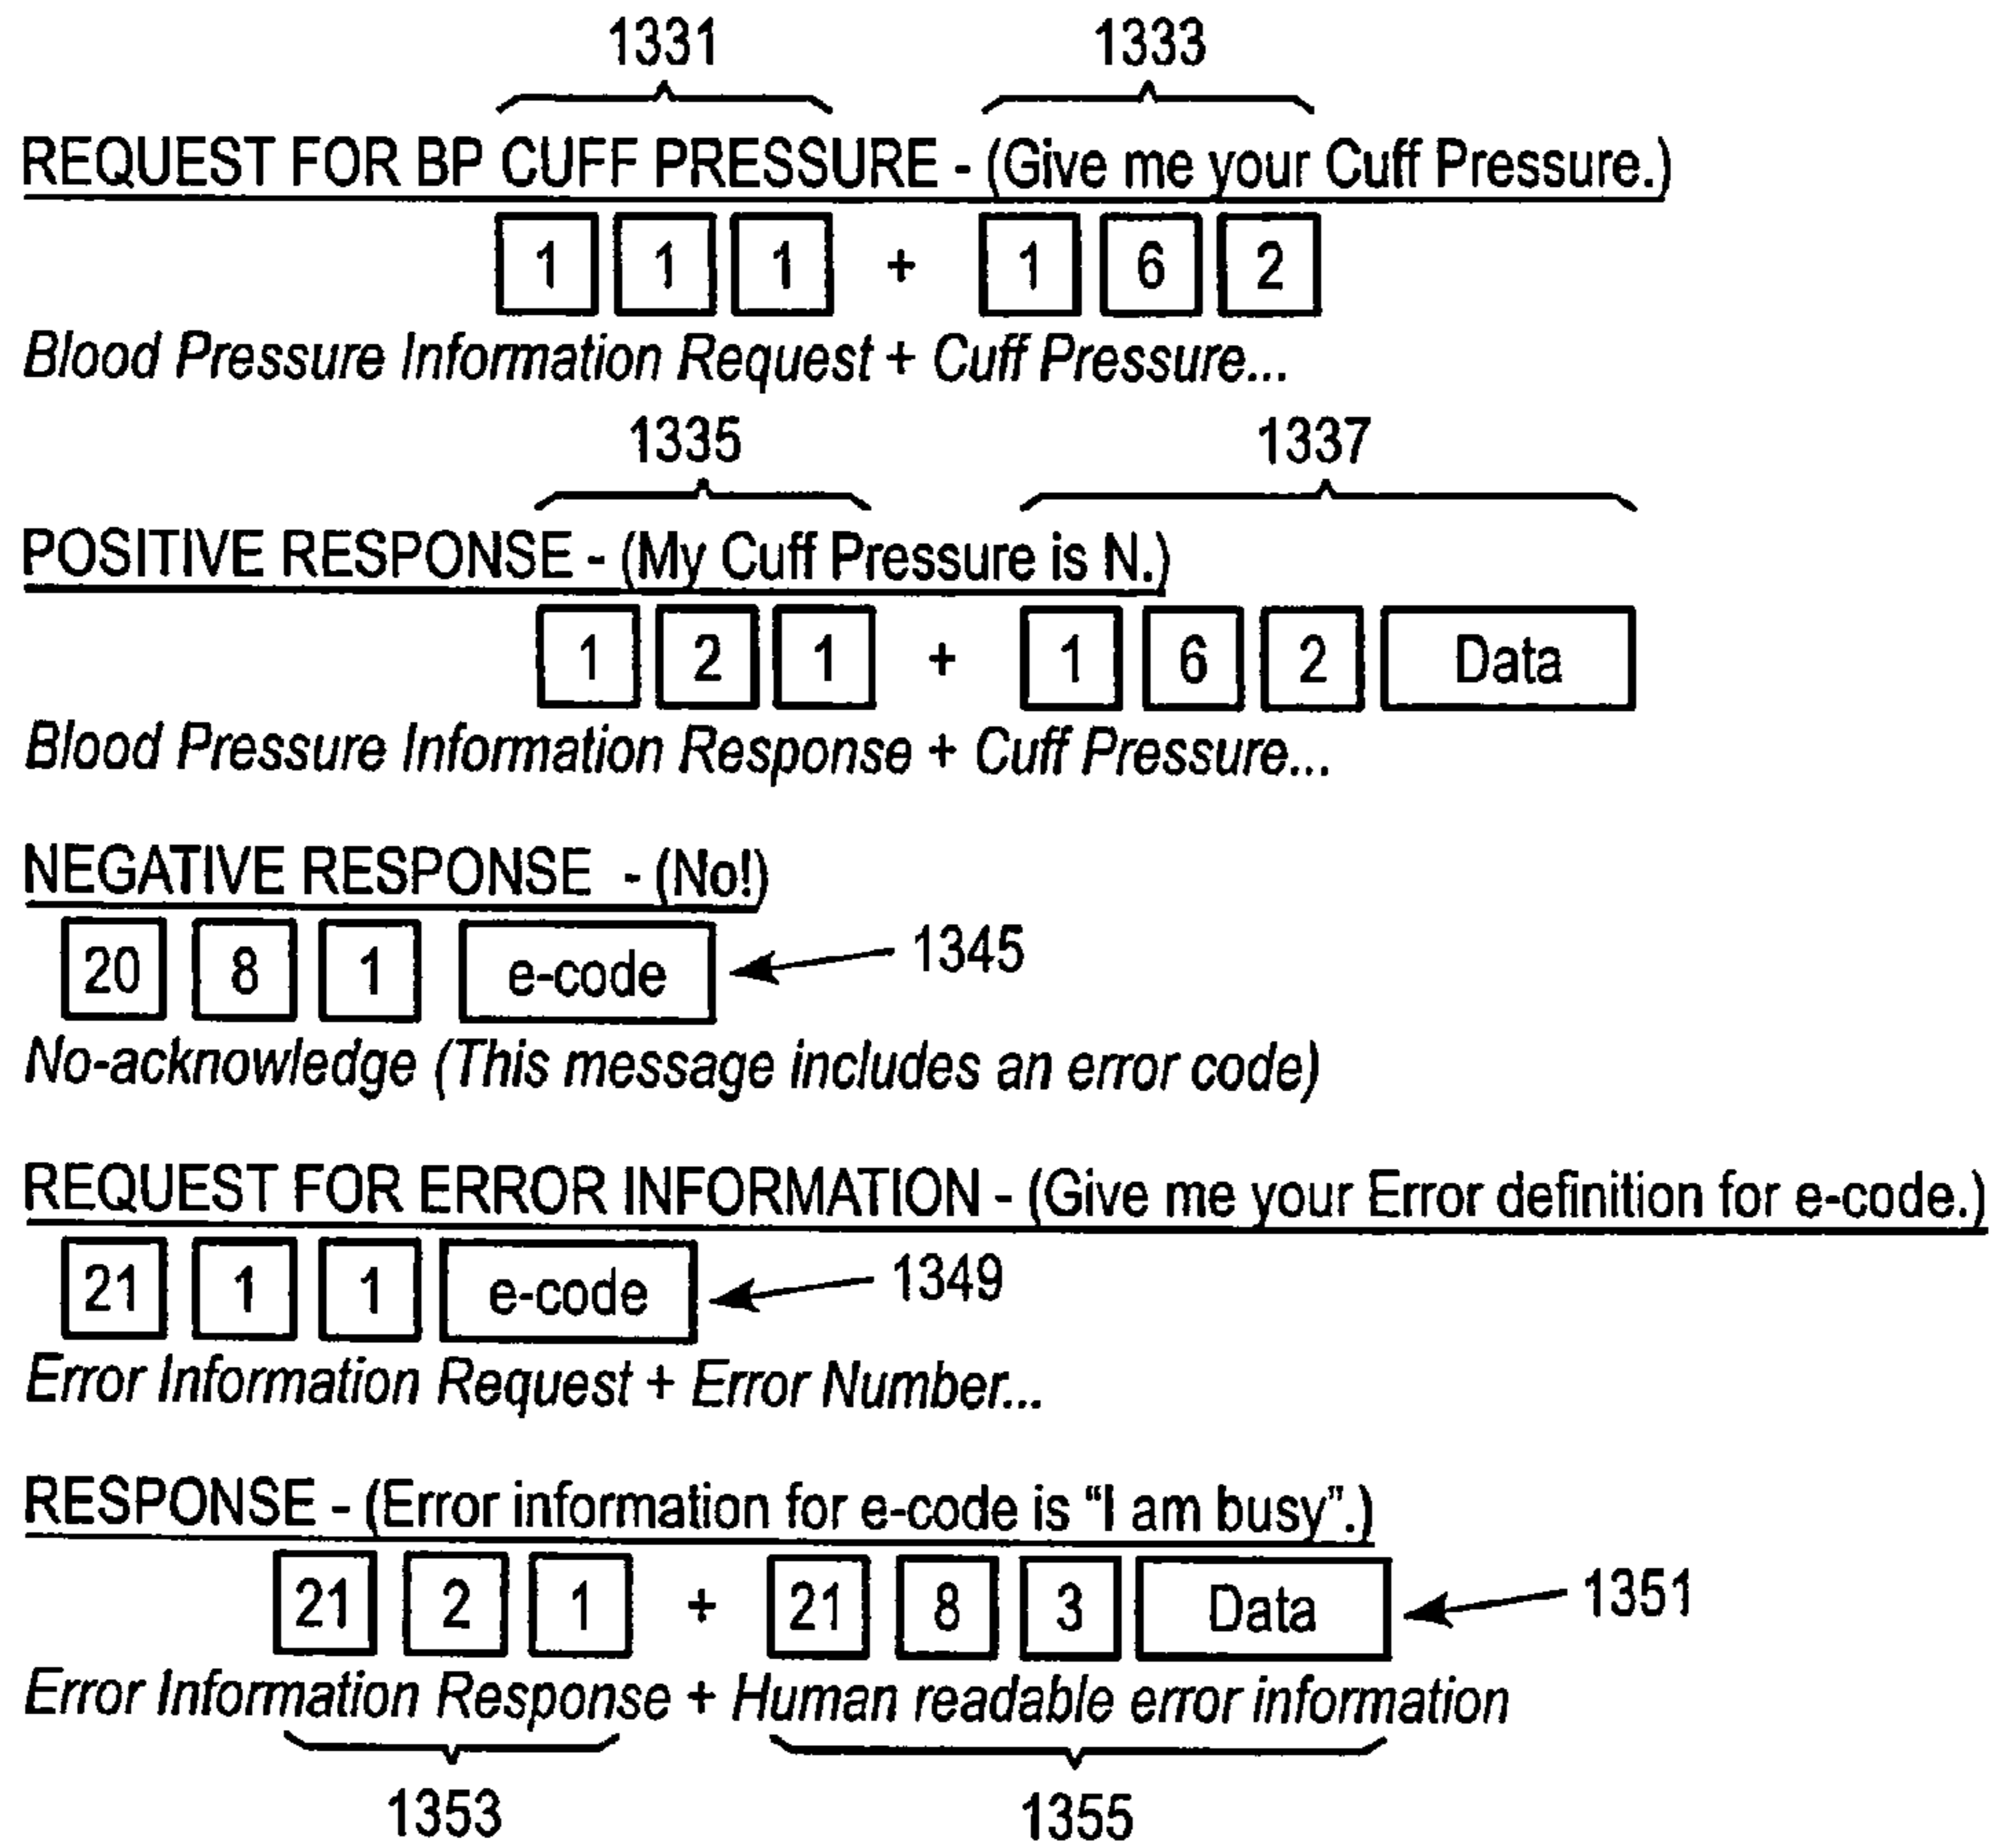 1331 1333
REQUEST FOR BP CUFF PRESSURE - (Give me your Cuff Pressure.)
1 1 1 + 1 6 2
Blood Pressure Information Request + Cuff Pressure...
1335 1337
POSITIVE RESPONSE - (My Cuff Pressure is N.)
1 2 1 + 1 6 2 Data
Blood Pressure Information Response + Cuff Pressure...
NEGATIVE RESPONSE - (No!)
20 8 1 e-code 1345
No-acknowledge (This message includes an error code)
REQUEST FOR ERROR INFORMATION - (Give me your Error definition for e-code.)
21 1 1 e-code 1349
Error Information Request + Error Number...
RESPONSE - (Error information for e-code is “I am busy”.)
21 2 1 + 21 8 3 Data 1351
Error Information Response + Human readable error information
1353 1355